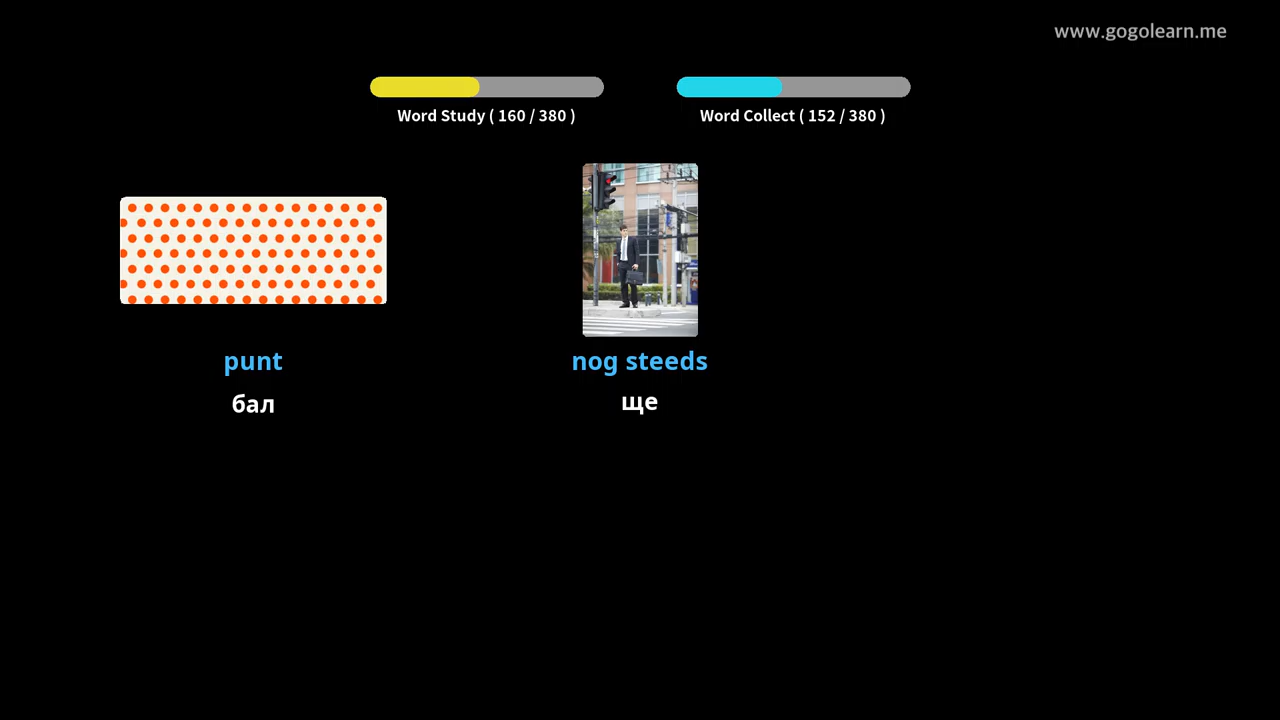 www.gogolearn.me
Word Study ( 160 / 380 )
Word Collect ( 152 / 380 )
punt
nog steeds
бал
ще